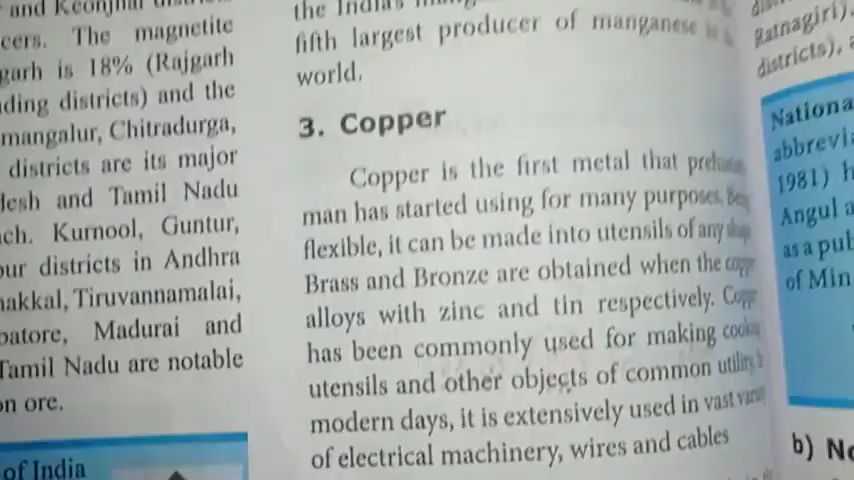 and Keonjhar
cers. The magnetite
garh is 18% (Rajgarh
ding districts) and the
mangalur, Chitradurga,
districts are its major
desh and Tamil Nadu
ch. Kurnool, Guntur,
our districts in Andhra
nakkal, Tiruvannamalai,
batore, Madurai and
Tamil Nadu are notable
on ore.
of India
the India's
fifth largest producer of manganese
world.
3. Copper
Copper is the first metal that
man has started using for many purposes,
flexible, it can be made into utensils of any
Brass and Bronze are obtained when the
alloys with zinc and tin respectively.
has been commonly used for making
utensils and other objects of common utility.
modern days, it is extensively used in vast
of electrical machinery, wires and cables
Ratnagiri),
districts),
Nationa
abbrevia
1981) h
Angul a
as a pub
of Min
b) No